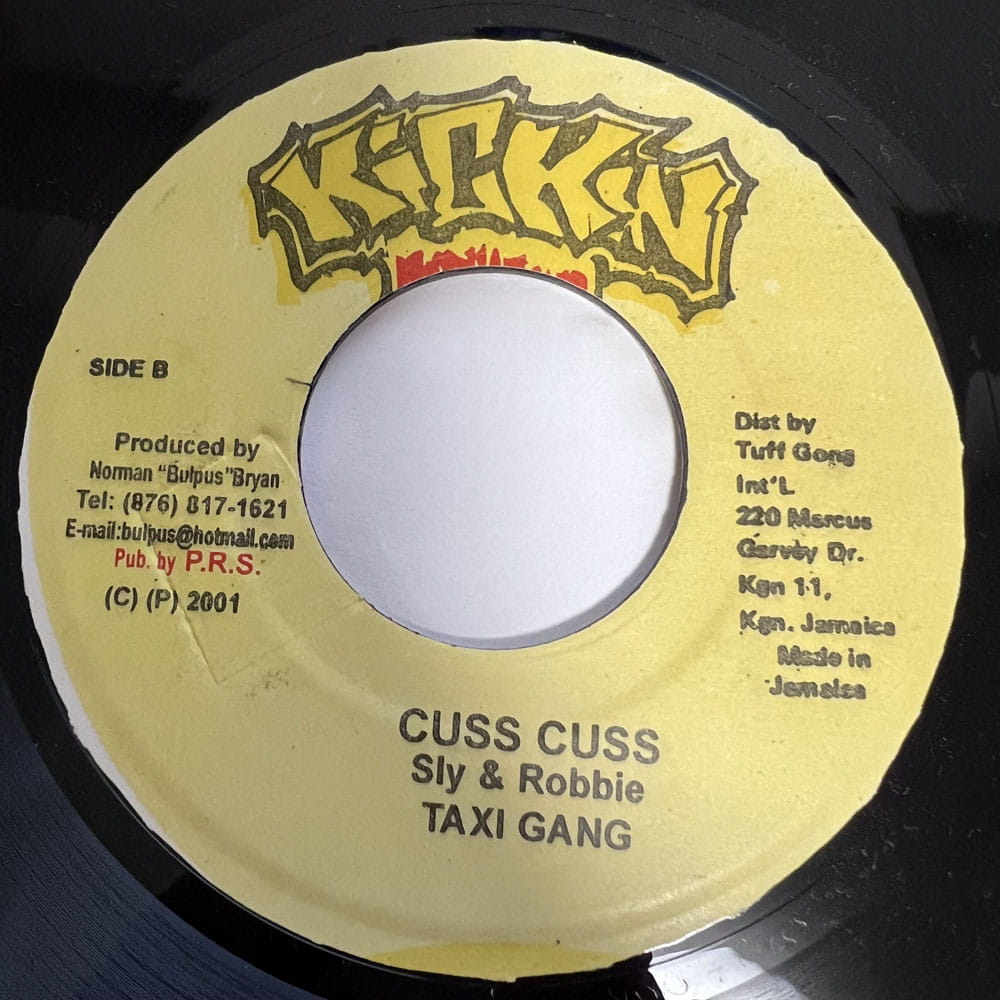 KiCKiN
SIDE B
Produced by
Norman "Bulpus"Bryan
Tel: (876) 817-1621
E-mail:bulpus@hotmail.com
Pub. by P.R.S.
(C) (P) 2001
Dist by
Tuff Gong
Int'L
220 Marcus
Garvey Dr.
Kgn 11,
Kgn. Jamaica
Made in
Jamaica
CUSS CUSS
Sly & Robbie
TAXI GANG